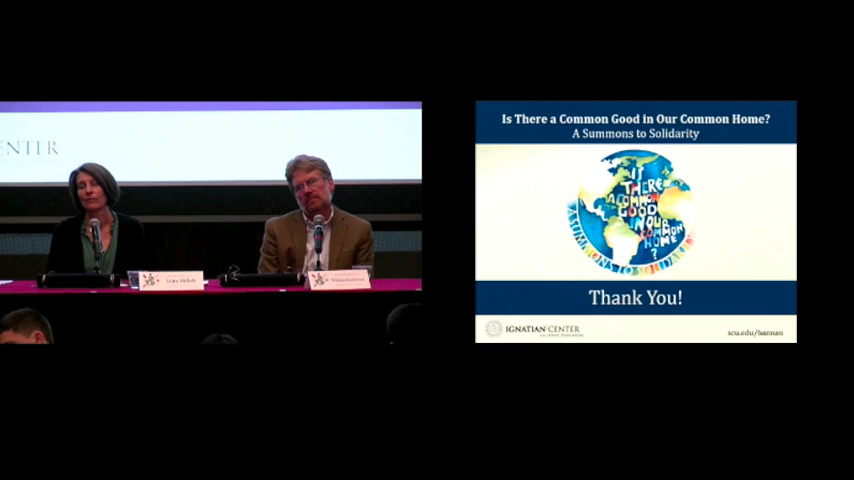 ENTER
Is There a Common Good in Our Common Home?
A Summons to Solidarity
IS
THERE
A COMMON
GOOD
IN OUR
COMMON
HOME
?
A SUMMONS TO SOLIDARITY
Thank You!
IGNATIAN CENTER
scu.edu/hannan